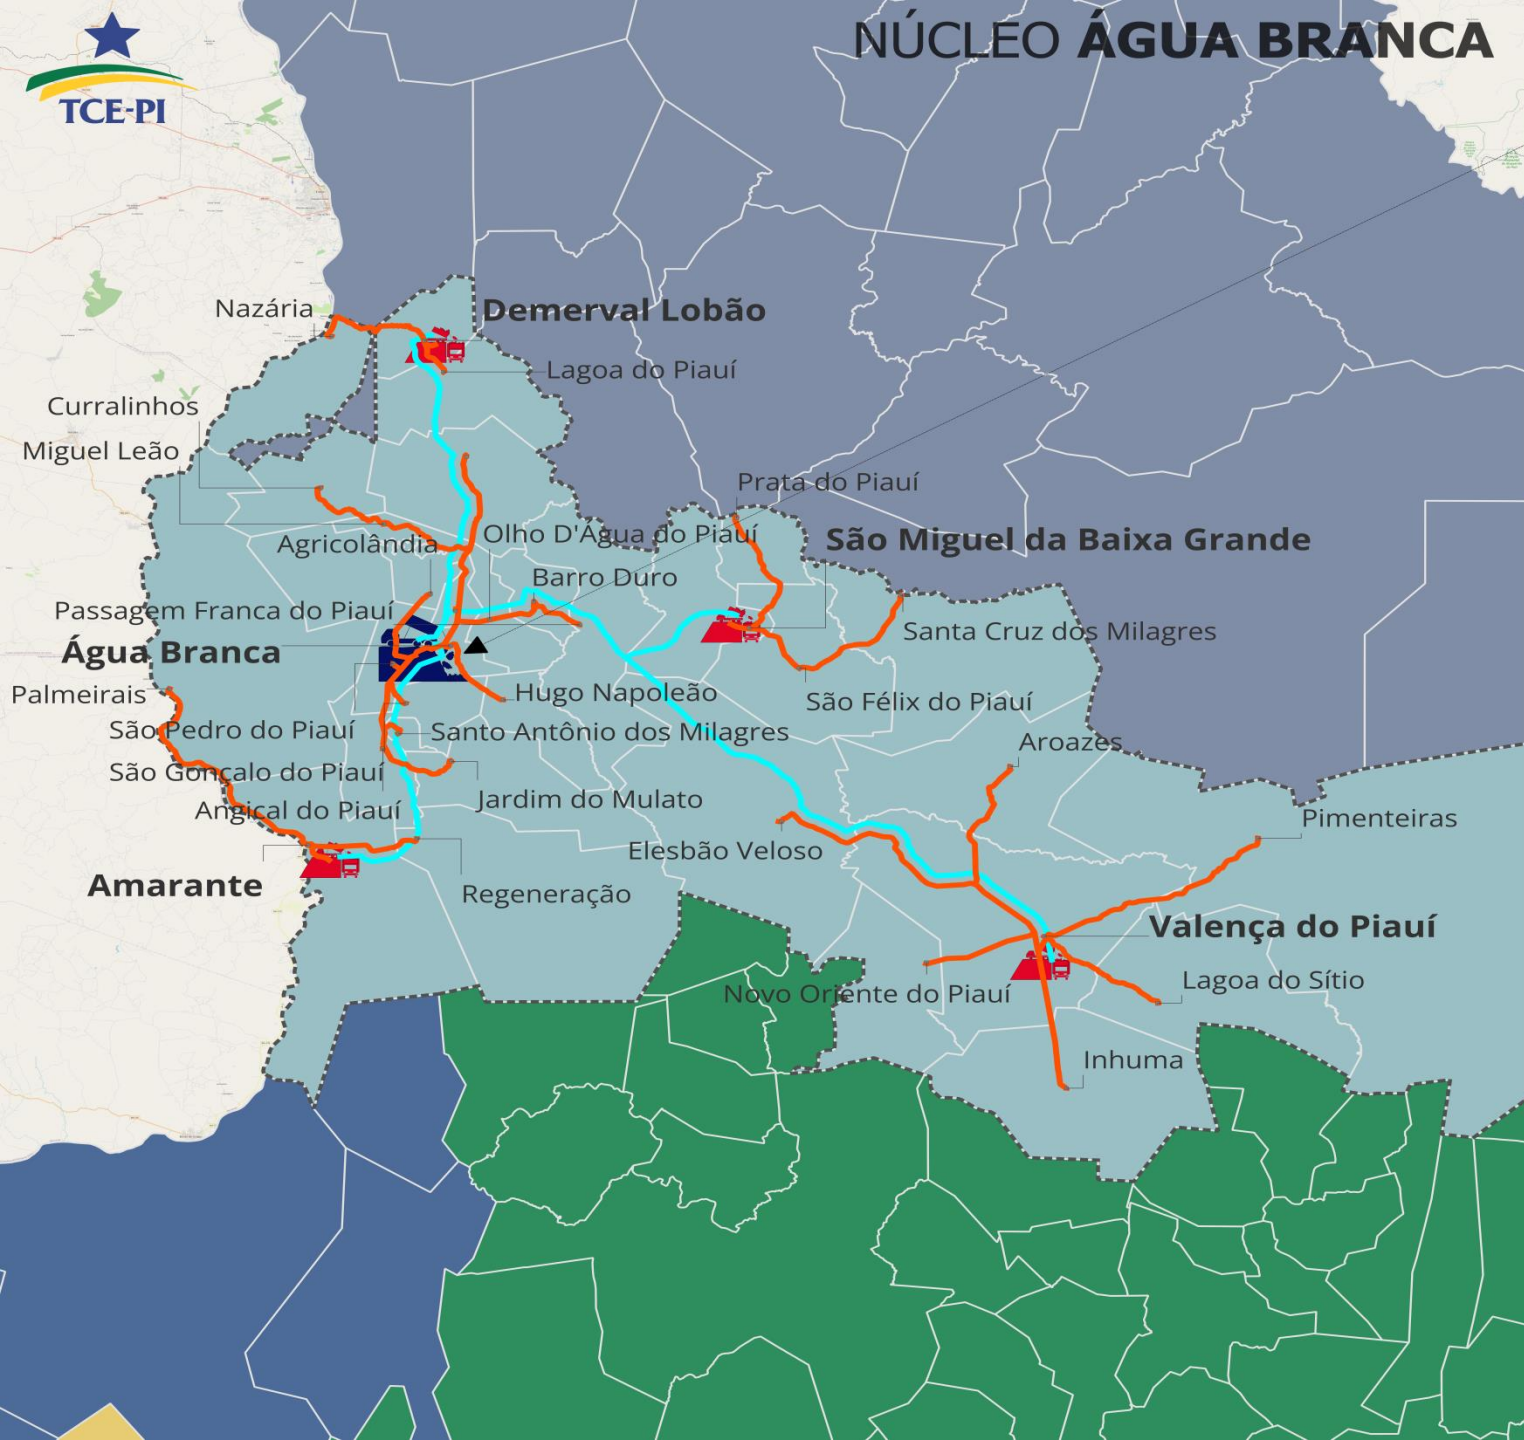 NÚCLEO ÁGUA BRANCA
TCE-PI
Nazária
Demerval Lobão
Lagoa do Piauí
Curralinhos
Miguel Leão
Prata do Piauí
Agricolândia
Olho D'Água do Piauí
São Miguel da Baixa Grande
Barro Duro
Passagem Franca do Piauí
Santa Cruz dos Milagres
Água Branca
Palmeirais
Hugo Napoleão
São Félix do Piauí
São Pedro do Piauí
Santo Antônio dos Milagres
Aroazes
São Gonçalo do Piauí
Jardim do Mulato
Angical do Piauí
Pimenteiras
Elesbão Veloso
Amarante
Regeneração
Valença do Piauí
Novo Oriente do Piauí
Lagoa do Sítio
Inhuma